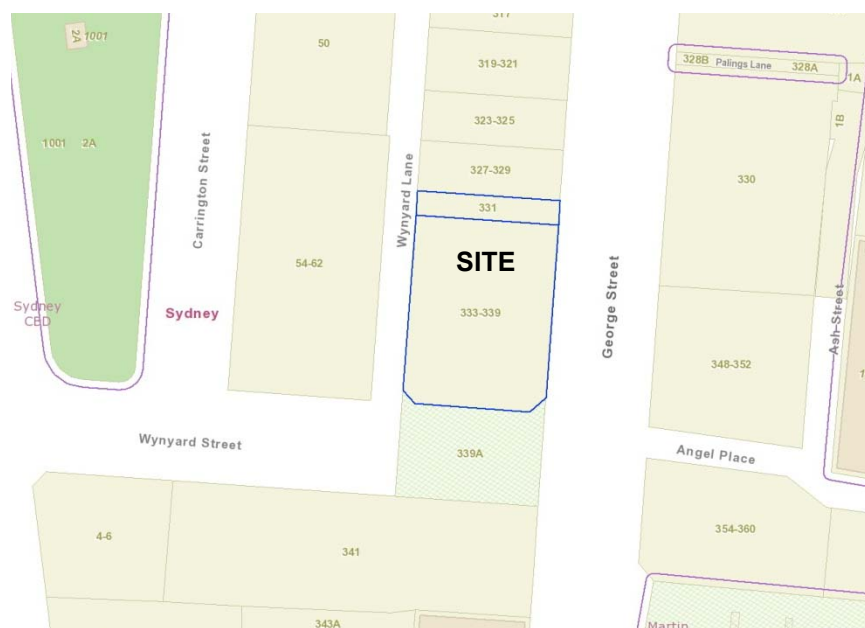 317
50
2A
1001
319-321
328B
Palings Lane
328A
1A
323-325
1B
1001
2A
Carrington Street
Wynyard Lane
327-329
330
331
SITE
54-62
George Street
Sydney
CBD
Sydney
333-339
Ash Street
348-352
Wynyard Street
339A
Angel Place
4-6
341
354-360
343A
Martin